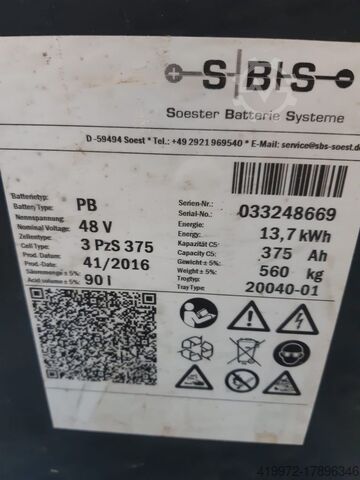 S-B-S
Soester Batterie Systeme
D -59494 Soest * Tel.: +49 2921 969540 * E-Mail: service@sbs-soest.d
Batterietyp:
Battery Type: PB
Nennspannung:
Nominal Voltage: 48 V
Zellentype:
Cell Type: 3 PzS 375
Prod. Datum:
Prod. Date: 41/2016
Säuremenge ± 5%:
Acid volume ± 5%: 90 l
Serien-Nr.:
Serial-No.: 033248669
Energie:
Energy: 13,7 kWh
Kapazität C5:
Capacity C5: 375 Ah
Gewicht ± 5%:
Weight ± 5%: 560 kg
Trogtyp:
Tray Type 20040-01
Pb
419972-17896346